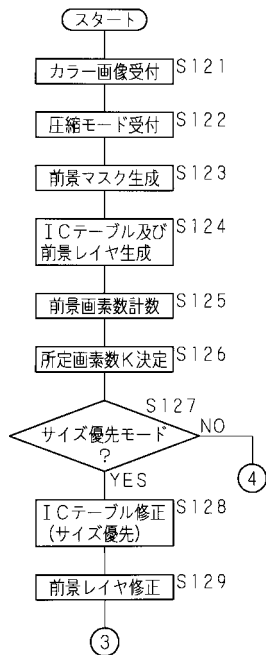 スタート
カラー画像受付 S121
圧縮モード受付 S122
前景マスク生成 S123
ICテーブル及び S124
前景レイヤ生成
前景画素数計数 S125
所定画素数K決定 S126
S127
サイズ優先モード NO
?
④
YES
ICテーブル修正 S128
(サイズ優先)
前景レイヤ修正 S129
③